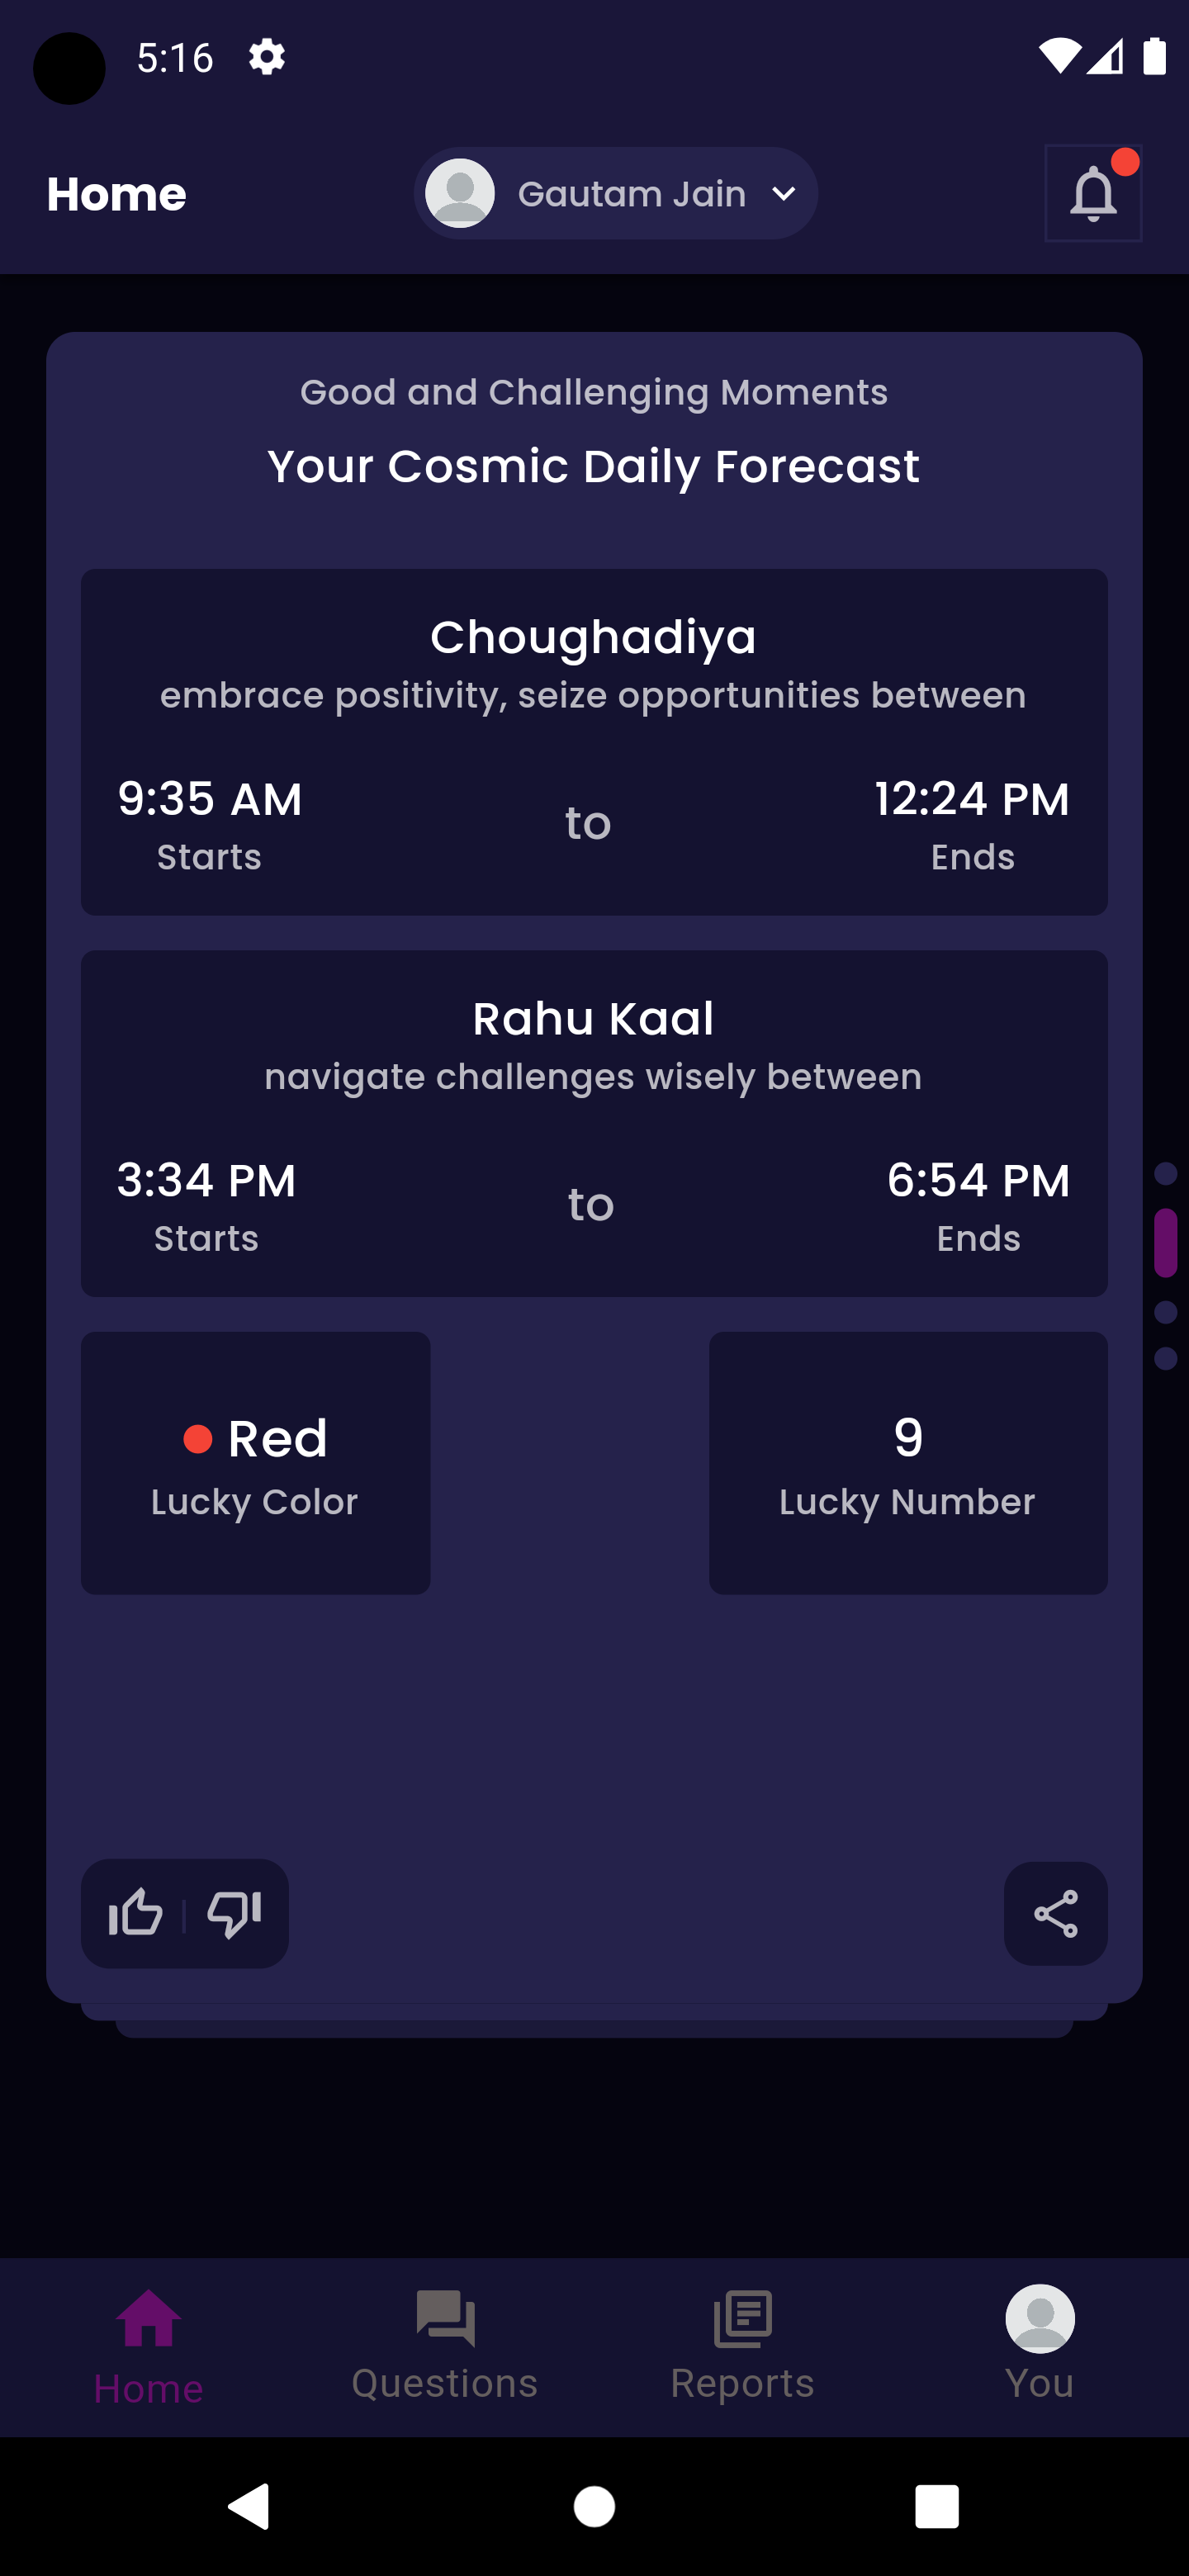 5:16
Home
Gautam Jain
Good and Challenging Moments
Your Cosmic Daily Forecast
Choughadiya
embrace positivity, seize opportunities between
9:35 AM to 12:24 PM
Starts Ends
Rahu Kaal
navigate challenges wisely between
3:34 PM to 6:54 PM
Starts Ends
Red 9
Lucky Color Lucky Number
Home Questions Reports You